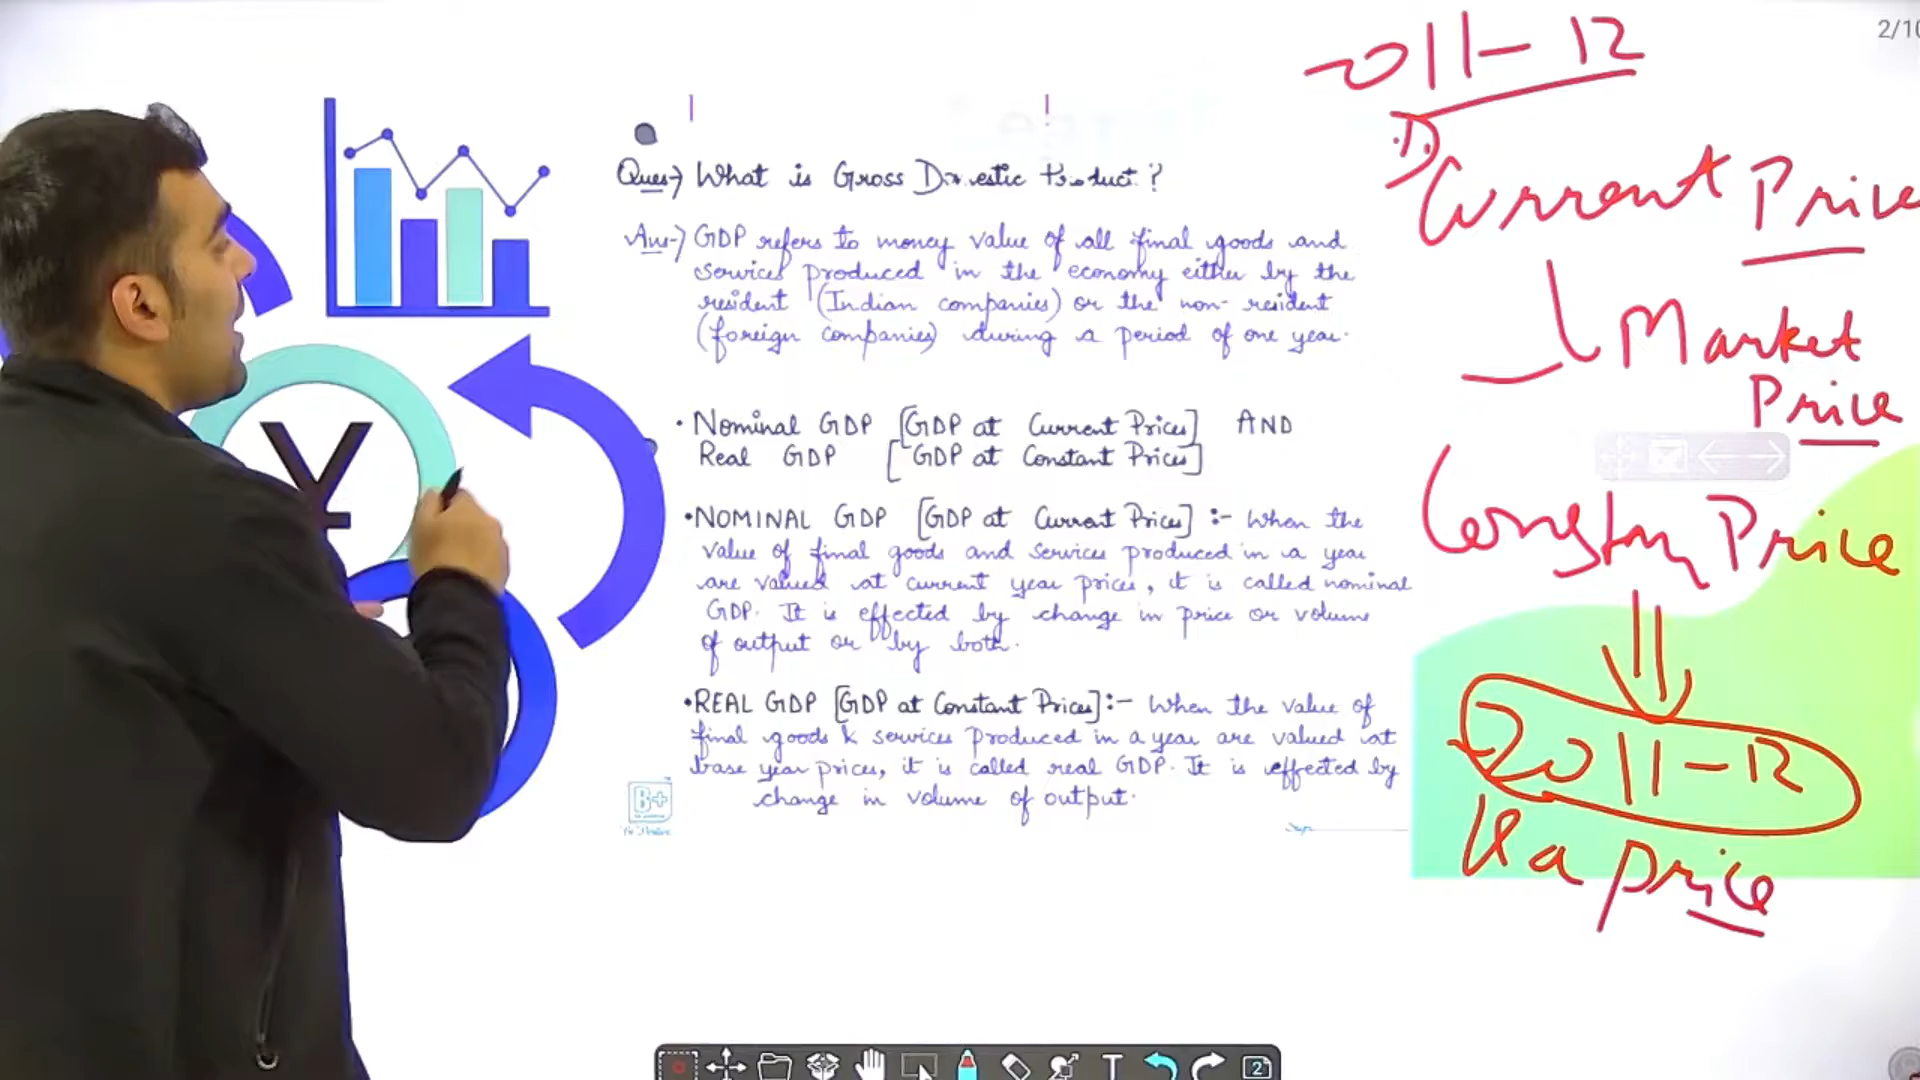 2/10
2011-12
1)
Current Price
Market
Price
Constan Price
2011-12
ka price
Ques→ What is Gross Domestic Product?
Ans→ GDP refers to money value of all final goods and
services produced in the economy either by the
resident (Indian companies) or the non-resident
(foreign companies) during a period of one year.
• Nominal GDP [GDP at Current Prices] AND
Real GDP [GDP at Constant Prices]
•NOMINAL GDP [GDP at Current Prices] :- When the
value of final goods and services produced in a year
are valued at current year prices, it is called nominal
GDP. It is effected by change in price or volume
of output or by both.
•REAL GDP [GDP at Constant Prices]:- When the value of
final goods & services produced in a year are valued at
base year prices, it is called real GDP. It is effected by
change in volume of output.
B+
¥
T
2